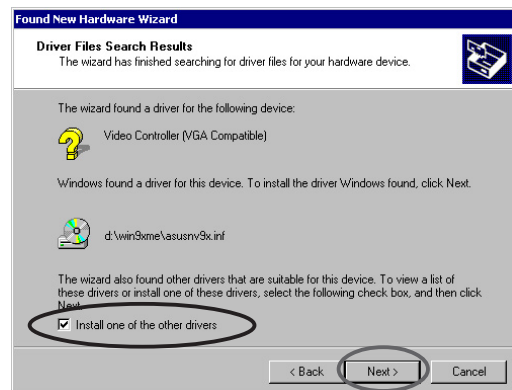 Found New Hardware Wizard
Driver Files Search Results
The wizard has finished searching for driver files for your hardware device.
The wizard found a driver for the following device:
Video Controller (VGA Compatible)
Windows found a driver for this device. To install the driver Windows found, click Next.
d:\win9xme\asusnv9x.inf
The wizard also found other drivers that are suitable for this device. To view a list of
these drivers or install one of these drivers, select the following check box, and then click
Next.
Install one of the other drivers
< Back
Next >
Cancel